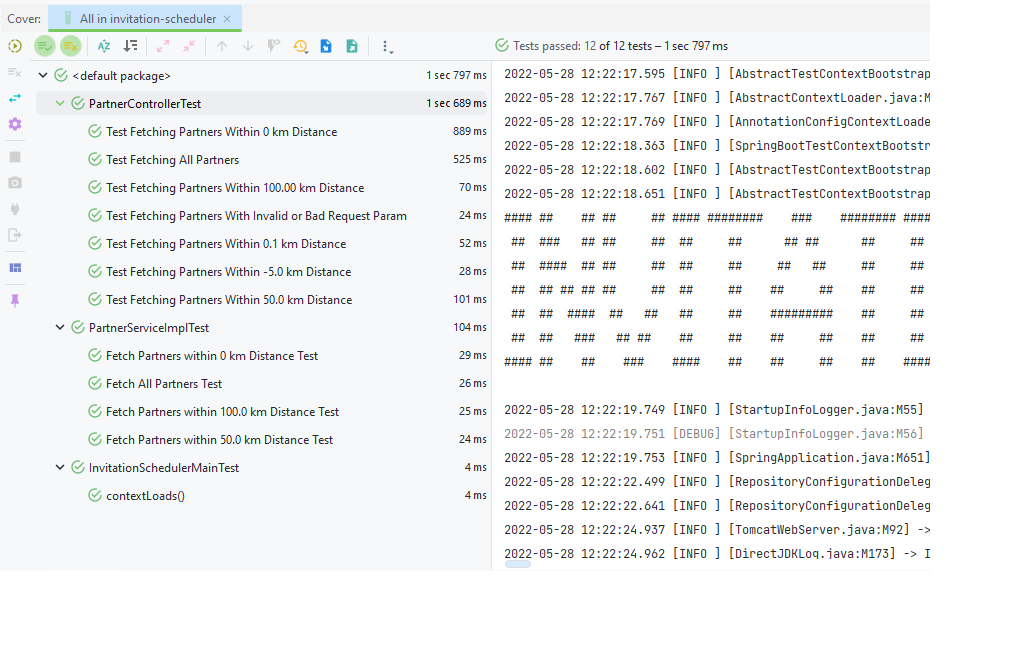 Cover: All in invitation-scheduler
Tests passed: 12 of 12 tests – 1 sec 797 ms
<default package> 1 sec 797 ms
PartnerControllerTest 1 sec 689 ms
Test Fetching Partners Within 0 km Distance 889 ms
Test Fetching All Partners 525 ms
Test Fetching Partners Within 100.00 km Distance 70 ms
Test Fetching Partners With Invalid or Bad Request Param 24 ms
Test Fetching Partners Within 0.1 km Distance 52 ms
Test Fetching Partners Within -5.0 km Distance 28 ms
Test Fetching Partners Within 50.0 km Distance 101 ms
PartnerServiceImplTest 104 ms
Fetch Partners within 0 km Distance Test 29 ms
Fetch All Partners Test 26 ms
Fetch Partners within 100.0 km Distance Test 25 ms
Fetch Partners within 50.0 km Distance Test 24 ms
InvitationSchedulerMainTest 4 ms
contextLoads() 4 ms
2022-05-28 12:22:17.595 [INFO ] [AbstractTestContextBootstrap
2022-05-28 12:22:17.767 [INFO ] [AbstractContextLoader.java:M
2022-05-28 12:22:17.769 [INFO ] [AnnotationConfigContextLoade
2022-05-28 12:22:18.363 [INFO ] [SpringBootTestContextBootstr
2022-05-28 12:22:18.602 [INFO ] [AbstractTestContextBootstrap
2022-05-28 12:22:18.651 [INFO ] [AbstractTestContextBootstrap
#### ##    ## ##     ## #### ########    ###    ######## ####
 ##  ###   ## ##     ##  ##     ##      ## ##      ##     ##
 ##  ####  ## ##     ##  ##     ##     ##   ##     ##     ##
 ##  ## ## ## ##     ##  ##     ##    ##     ##    ##     ##
 ##  ##  ####  ##   ##   ##     ##    #########    ##     ##
 ##  ##   ###   ## ##    ##     ##    ##     ##    ##     ##
#### ##    ##    ###    ####    ##    ##     ##    ##    ####
2022-05-28 12:22:19.749 [INFO ] [StartupInfoLogger.java:M55]
2022-05-28 12:22:19.751 [DEBUG] [StartupInfoLogger.java:M56]
2022-05-28 12:22:19.753 [INFO ] [SpringApplication.java:M651]
2022-05-28 12:22:22.499 [INFO ] [RepositoryConfigurationDeleg
2022-05-28 12:22:22.641 [INFO ] [RepositoryConfigurationDeleg
2022-05-28 12:22:24.937 [INFO ] [TomcatWebServer.java:M92] ->
2022-05-28 12:22:24.962 [INFO ] [DirectJDKLog.java:M173] -> I